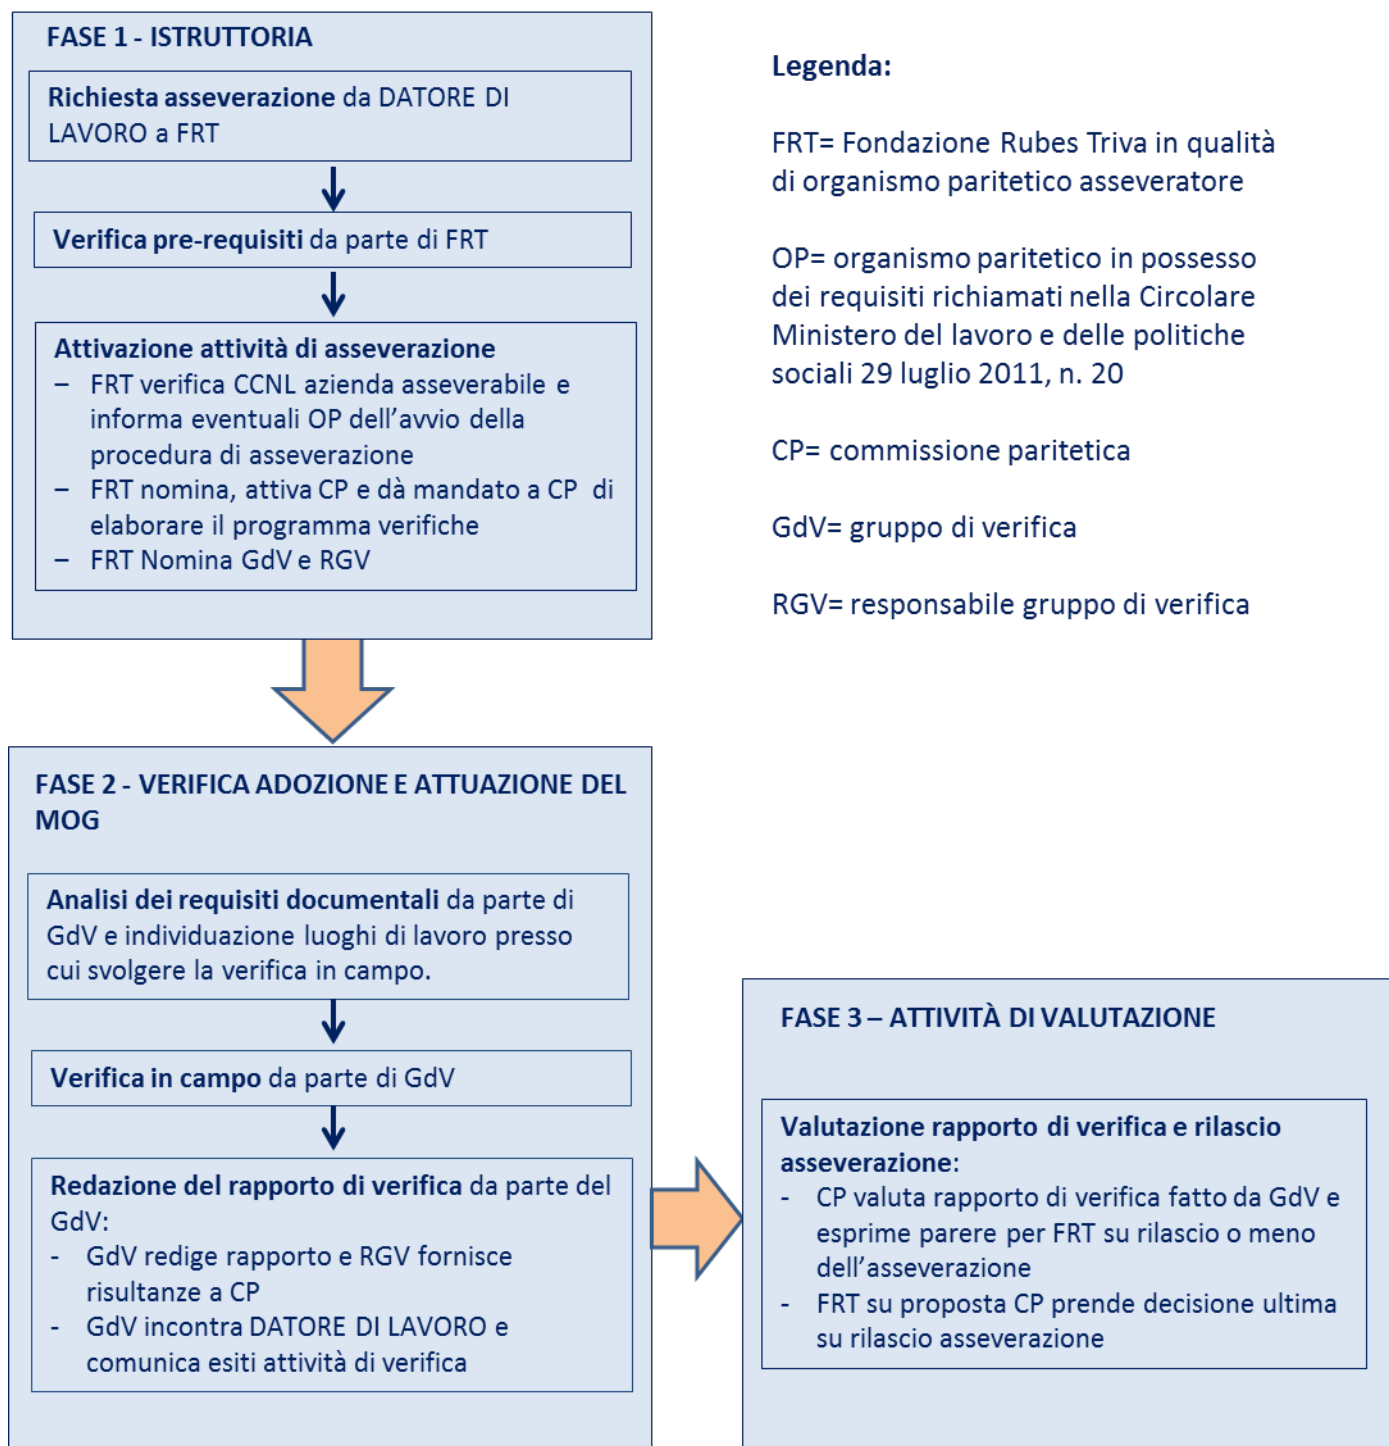 FASE 1 - ISTRUTTORIA
Richiesta asseverazione da DATORE DI
LAVORO a FRT
Verifica pre-requisiti da parte di FRT
Attivazione attività di asseverazione
– FRT verifica CCNL azienda asseverabile e
informa eventuali OP dell’avvio della
procedura di asseverazione
– FRT nomina, attiva CP e dà mandato a CP di
elaborare il programma verifiche
– FRT Nomina GdV e RGV
Legenda:
FRT= Fondazione Rubes Triva in qualità
di organismo paritetico asseveratore
OP= organismo paritetico in possesso
dei requisiti richiamati nella Circolare
Ministero del lavoro e delle politiche
sociali 29 luglio 2011, n. 20
CP= commissione paritetica
GdV= gruppo di verifica
RGV= responsabile gruppo di verifica
FASE 2 - VERIFICA ADOZIONE E ATTUAZIONE DEL
MOG
Analisi dei requisiti documentali da parte di
GdV e individuazione luoghi di lavoro presso
cui svolgere la verifica in campo.
Verifica in campo da parte di GdV
Redazione del rapporto di verifica da parte del
GdV:
- GdV redige rapporto e RGV fornisce
risultanze a CP
- GdV incontra DATORE DI LAVORO e
comunica esiti attività di verifica
FASE 3 – ATTIVITÀ DI VALUTAZIONE
Valutazione rapporto di verifica e rilascio
asseverazione:
- CP valuta rapporto di verifica fatto da GdV e
esprime parere per FRT su rilascio o meno
dell’asseverazione
- FRT su proposta CP prende decisione ultima
su rilascio asseverazione